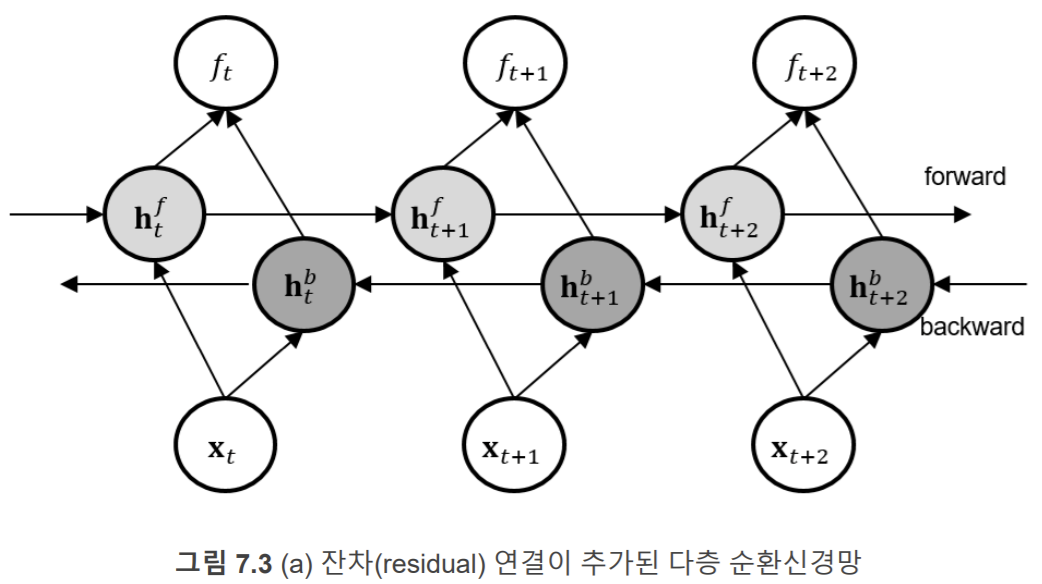 f_t f_{t+1} f_{t+2}
forward
h_t^f h_{t+1}^f h_{t+2}^f
h_t^b h_{t+1}^b h_{t+2}^b
backward
x_t x_{t+1} x_{t+2}
그림 7.3 (a) 잔차(residual) 연결이 추가된 다층 순환신경망